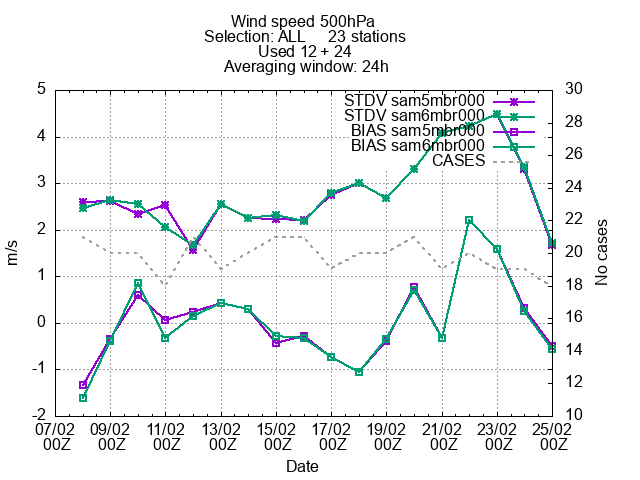 Wind speed 500hPa
Selection: ALL 23 stations
Used 12 + 24
Averaging window: 24h
5
4
3
2
1
0
-1
-2
m/s
30
28
26
24
22
20
18
16
14
12
10
No cases
STDV sam5mbr000
STDV sam6mbr000
BIAS sam5mbr000
BIAS sam6mbr000
CASES
07/02 09/02 11/02 13/02 15/02 17/02 19/02 21/02 23/02 25/02
00Z 00Z 00Z 00Z 00Z 00Z 00Z 00Z 00Z 00Z
Date